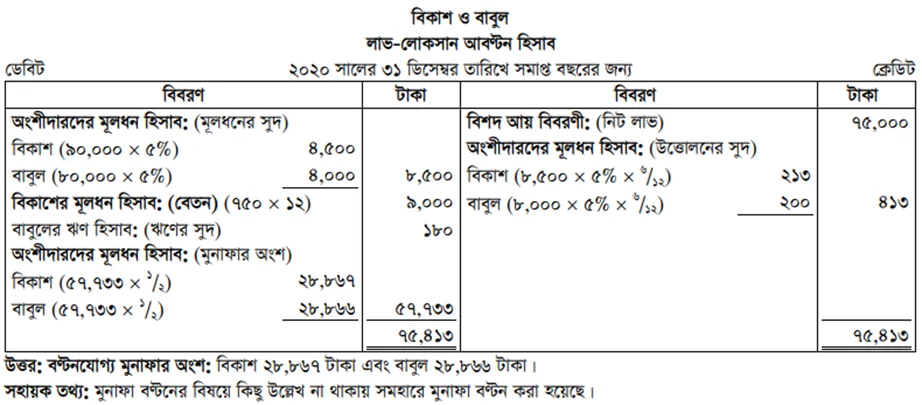 বিকাশ ও বাবুল
লাভ-লোকসান আবণ্টন হিসাব
ডেবিট ২০২০ সালের ৩১ ডিসেম্বর তারিখে সমাপ্ত বছরের জন্য ক্রেডিট
বিবরণ টাকা বিবরণ টাকা
অংশীদারদের মূলধন হিসাব: (মূলধনের সুদ) বিশদ আয় বিবরণী: (নিট লাভ) ৭৫,০০০
বিকাশ (৯০,০০০ × ৫%) ৪,৫০০ অংশীদারদের মূলধন হিসাব: (উত্তোলনের সুদ)
বাবুল (৮০,০০০ × ৫%) ৪,০০০ ৮,৫০০ বিকাশ (৮,৫০০ × ৫% × ৬/১২) ২১৩
বিকাশের মূলধন হিসাব: (বেতন) (৭৫০ × ১২) ৯,০০০ বাবুল (৮,০০০ × ৫% × ৬/১২) ২০০ ৪১৩
বাবুলের ঋণ হিসাব: (ঋণের সুদ) ১৮০
অংশীদারদের মূলধন হিসাব: (মুনাফার অংশ)
বিকাশ (৫৭,৭৩৩ × ১/২) ২৮,৮৬৭
বাবুল (৫৭,৭৩৩ × ১/২) ২৮,৮৬৬ ৫৭,৭৩৩
৭৫,৪১৩ ৭৫,৪১৩
উত্তর: বণ্টনযোগ্য মুনাফার অংশ: বিকাশ ২৮,৮৬৭ টাকা এবং বাবুল ২৮,৮৬৬ টাকা।
সহায়ক তথ্য: মুনাফা বণ্টনের বিষয়ে কিছু উল্লেখ না থাকায় সমহারে মুনাফা বণ্টন করা হয়েছে।